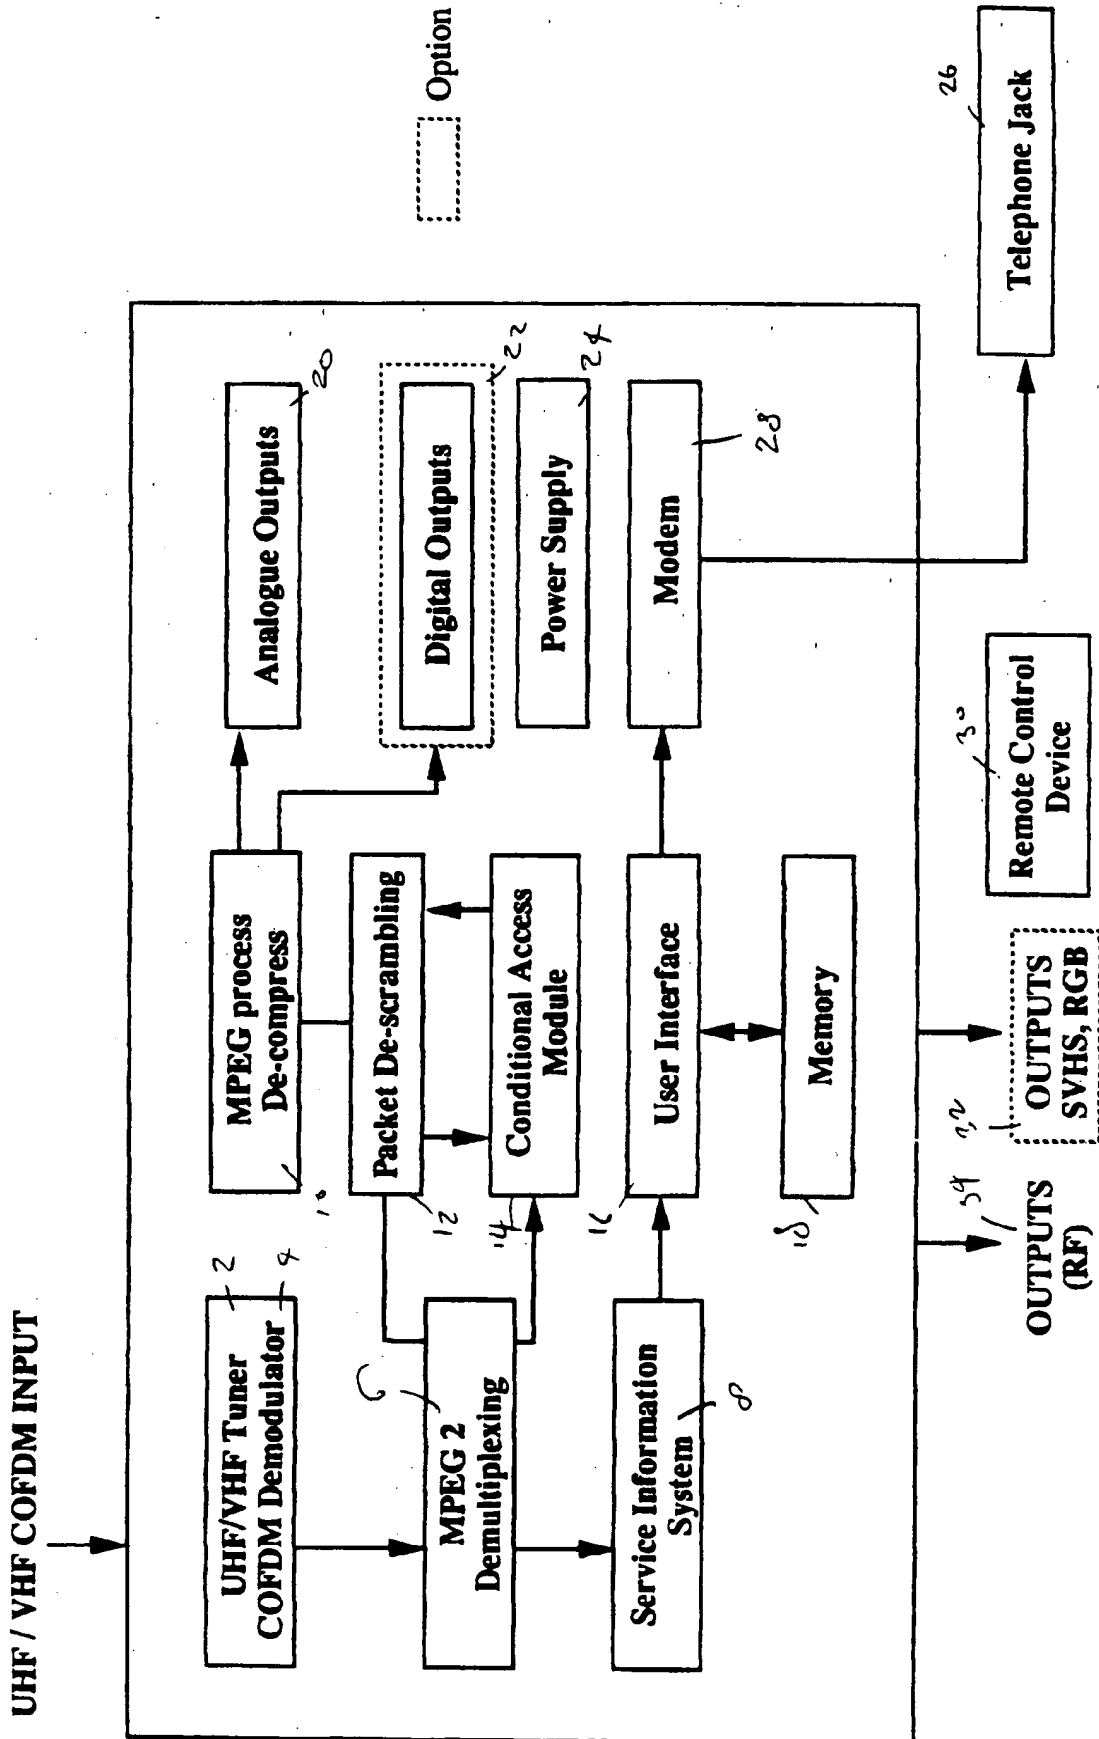 UHF / VHF COFDM INPUT
UHF/VHF Tuner
COFDM Demodulator
2
4
MPEG 2
Demultiplexing
6
Service Information
System
8
MPEG process
De-compress
10
Packet De-scrambling
12
Conditional Access
Module
14
User Interface
16
Memory
18
Analogue Outputs
20
Digital Outputs
22
Power Supply
24
Modem
28
Option
Telephone Jack
26
Remote Control
Device
30
OUTPUTS
SVHS, RGB
32
OUTPUTS
(RF)
34